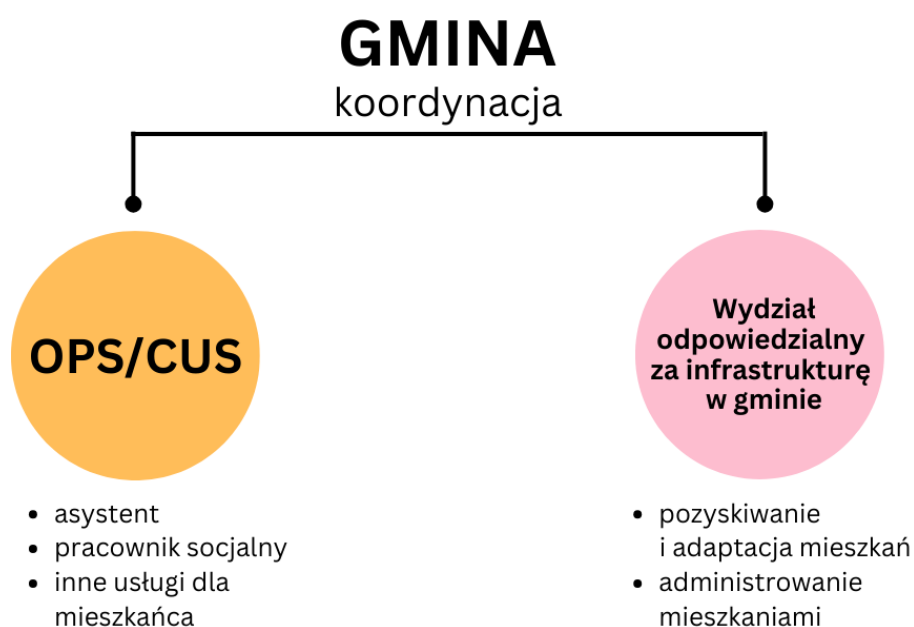 GMINA
koordynacja
OPS/CUS
• asystent
• pracownik socjalny
• inne usługi dla
mieszkańca
Wydział
odpowiedzialny
za infrastrukturę
w gminie
• pozyskiwanie
i adaptacja mieszkań
• administrowanie
mieszkaniami